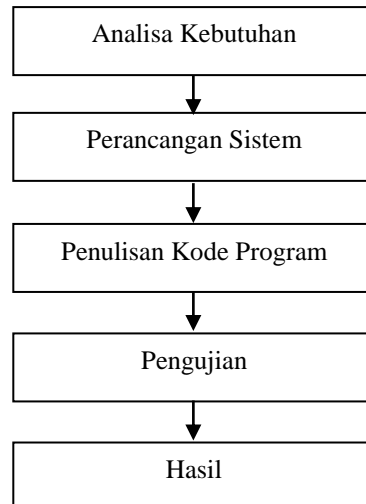 Analisa Kebutuhan
Perancangan Sistem
Penulisan Kode Program
Pengujian
Hasil